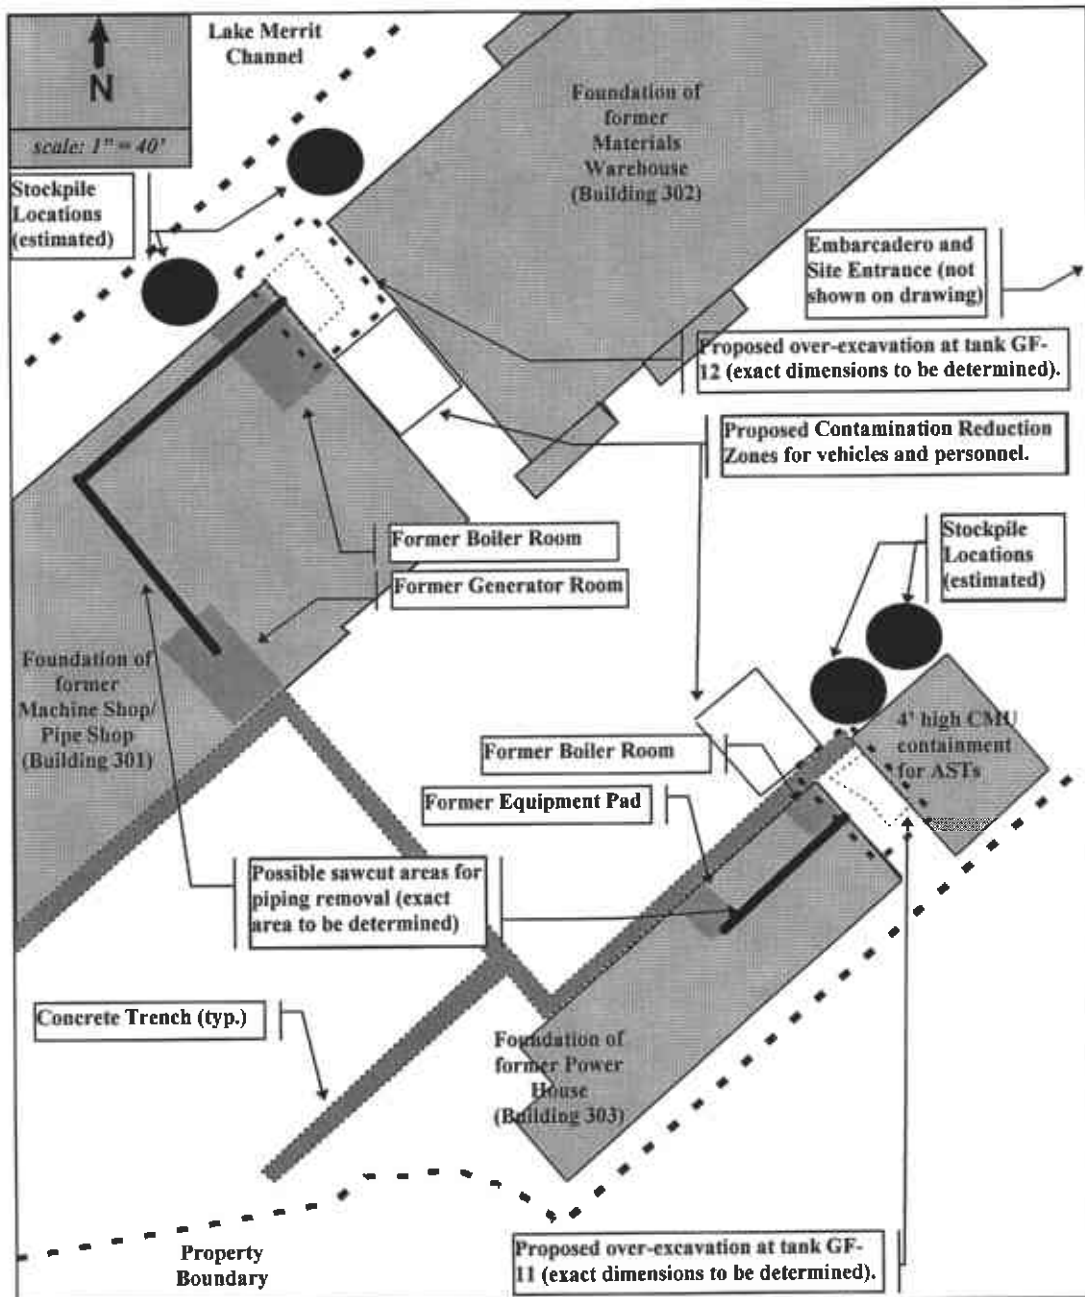 Lake Merrit
Channel
N
scale: 1" = 40'
Stockpile
Locations
(estimated)
Foundation of
former
Materials
Warehouse
(Building 302)
Embarcadero and
Site Entrance (not
shown on drawing)
Proposed over-excavation at tank GF-
12 (exact dimensions to be determined).
Proposed Contamination Reduction
Zones for vehicles and personnel.
Former Boiler Room
Former Generator Room
Stockpile
Locations
(estimated)
Foundation of
former
Machine Shop/
Pipe Shop
(Building 301)
4' high CMU
containment
for ASTs
Former Boiler Room
Former Equipment Pad
Possible sawcut areas for
piping removal (exact
area to be determined)
Concrete Trench (typ.)
Foundation of
former Power
House
(Building 303)
Property
Boundary
Proposed over-excavation at tank GF-
11 (exact dimensions to be determined).